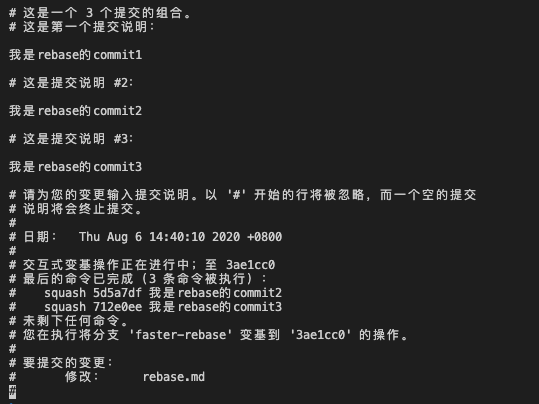 # 这是一个 3 个提交的组合。
# 这是第一个提交说明：
我是rebase的commit1
# 这是提交说明 #2：
我是rebase的commit2
# 这是提交说明 #3：
我是rebase的commit3
# 请为您的变更输入提交说明。以 '#' 开始的行将被忽略，而一个空的提交
# 说明将会终止提交。
#
# 日期：  Thu Aug 6 14:40:10 2020 +0800
#
# 交互式变基操作正在进行中；至 3ae1cc0
# 最后的命令已完成（3 条命令被执行）：
#    squash 5d5a7df 我是rebase的commit2
#    squash 712e0ee 我是rebase的commit3
# 未剩下任何命令。
# 您在执行将分支 'faster-rebase' 变基到 '3ae1cc0' 的操作。
#
# 要提交的变更：
#       修改：     rebase.md
#